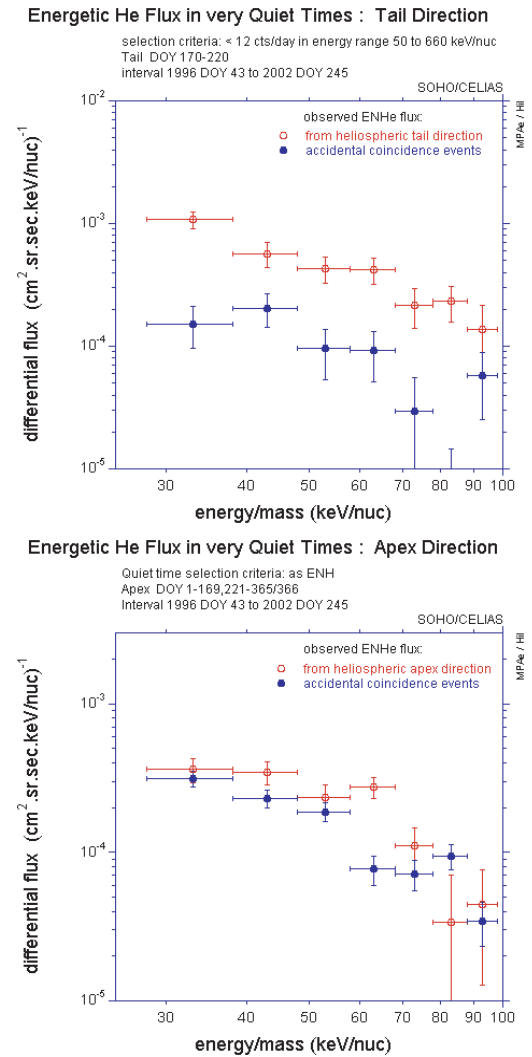 Energetic He Flux in very Quiet Times : Tail Direction
selection criteria: < 12 cts/day in energy range 50 to 660 keV/nuc
Tail DOY 170-220
interval 1996 DOY 43 to 2002 DOY 245
SOHO/CELIAS
MPAe / Hil
observed ENHe flux:
from heliospheric tail direction
accidental coincidence events
differential flux (cm².sr.sec.keV/nuc)⁻¹
10⁻²
10⁻³
10⁻⁴
10⁻⁵
30 40 50 60 70 80 90 100
energy/mass (keV/nuc)
Energetic He Flux in very Quiet Times : Apex Direction
Quiet time selection criteria: as ENH
Apex DOY 1-169,221-365/366
Interval 1996 DOY 43 to 2002 DOY 245
SOHO/CELIAS
MPAe / Hil
observed ENHe flux:
from heliospheric apex direction
accidental coincidence events
differential flux (cm².sr.sec.keV/nuc)⁻¹
10⁻³
10⁻⁴
10⁻⁵
30 40 50 60 70 80 90 100
energy/mass (keV/nuc)